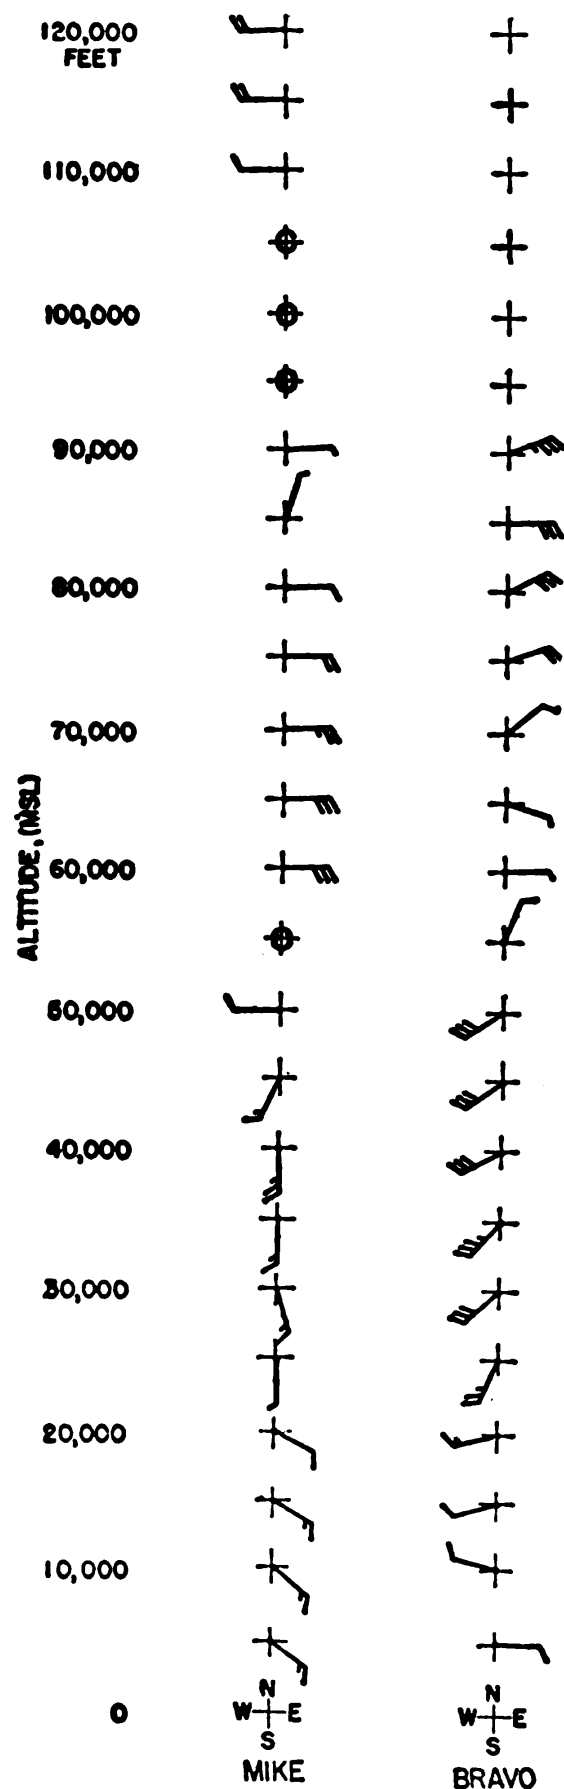 120,000
FEET
110,000
100,000
90,000
80,000
70,000
ALTITUDE, (MSL)
60,000
50,000
40,000
30,000
20,000
10,000
0
N
W E
S
MIKE
N
W E
S
BRAVO